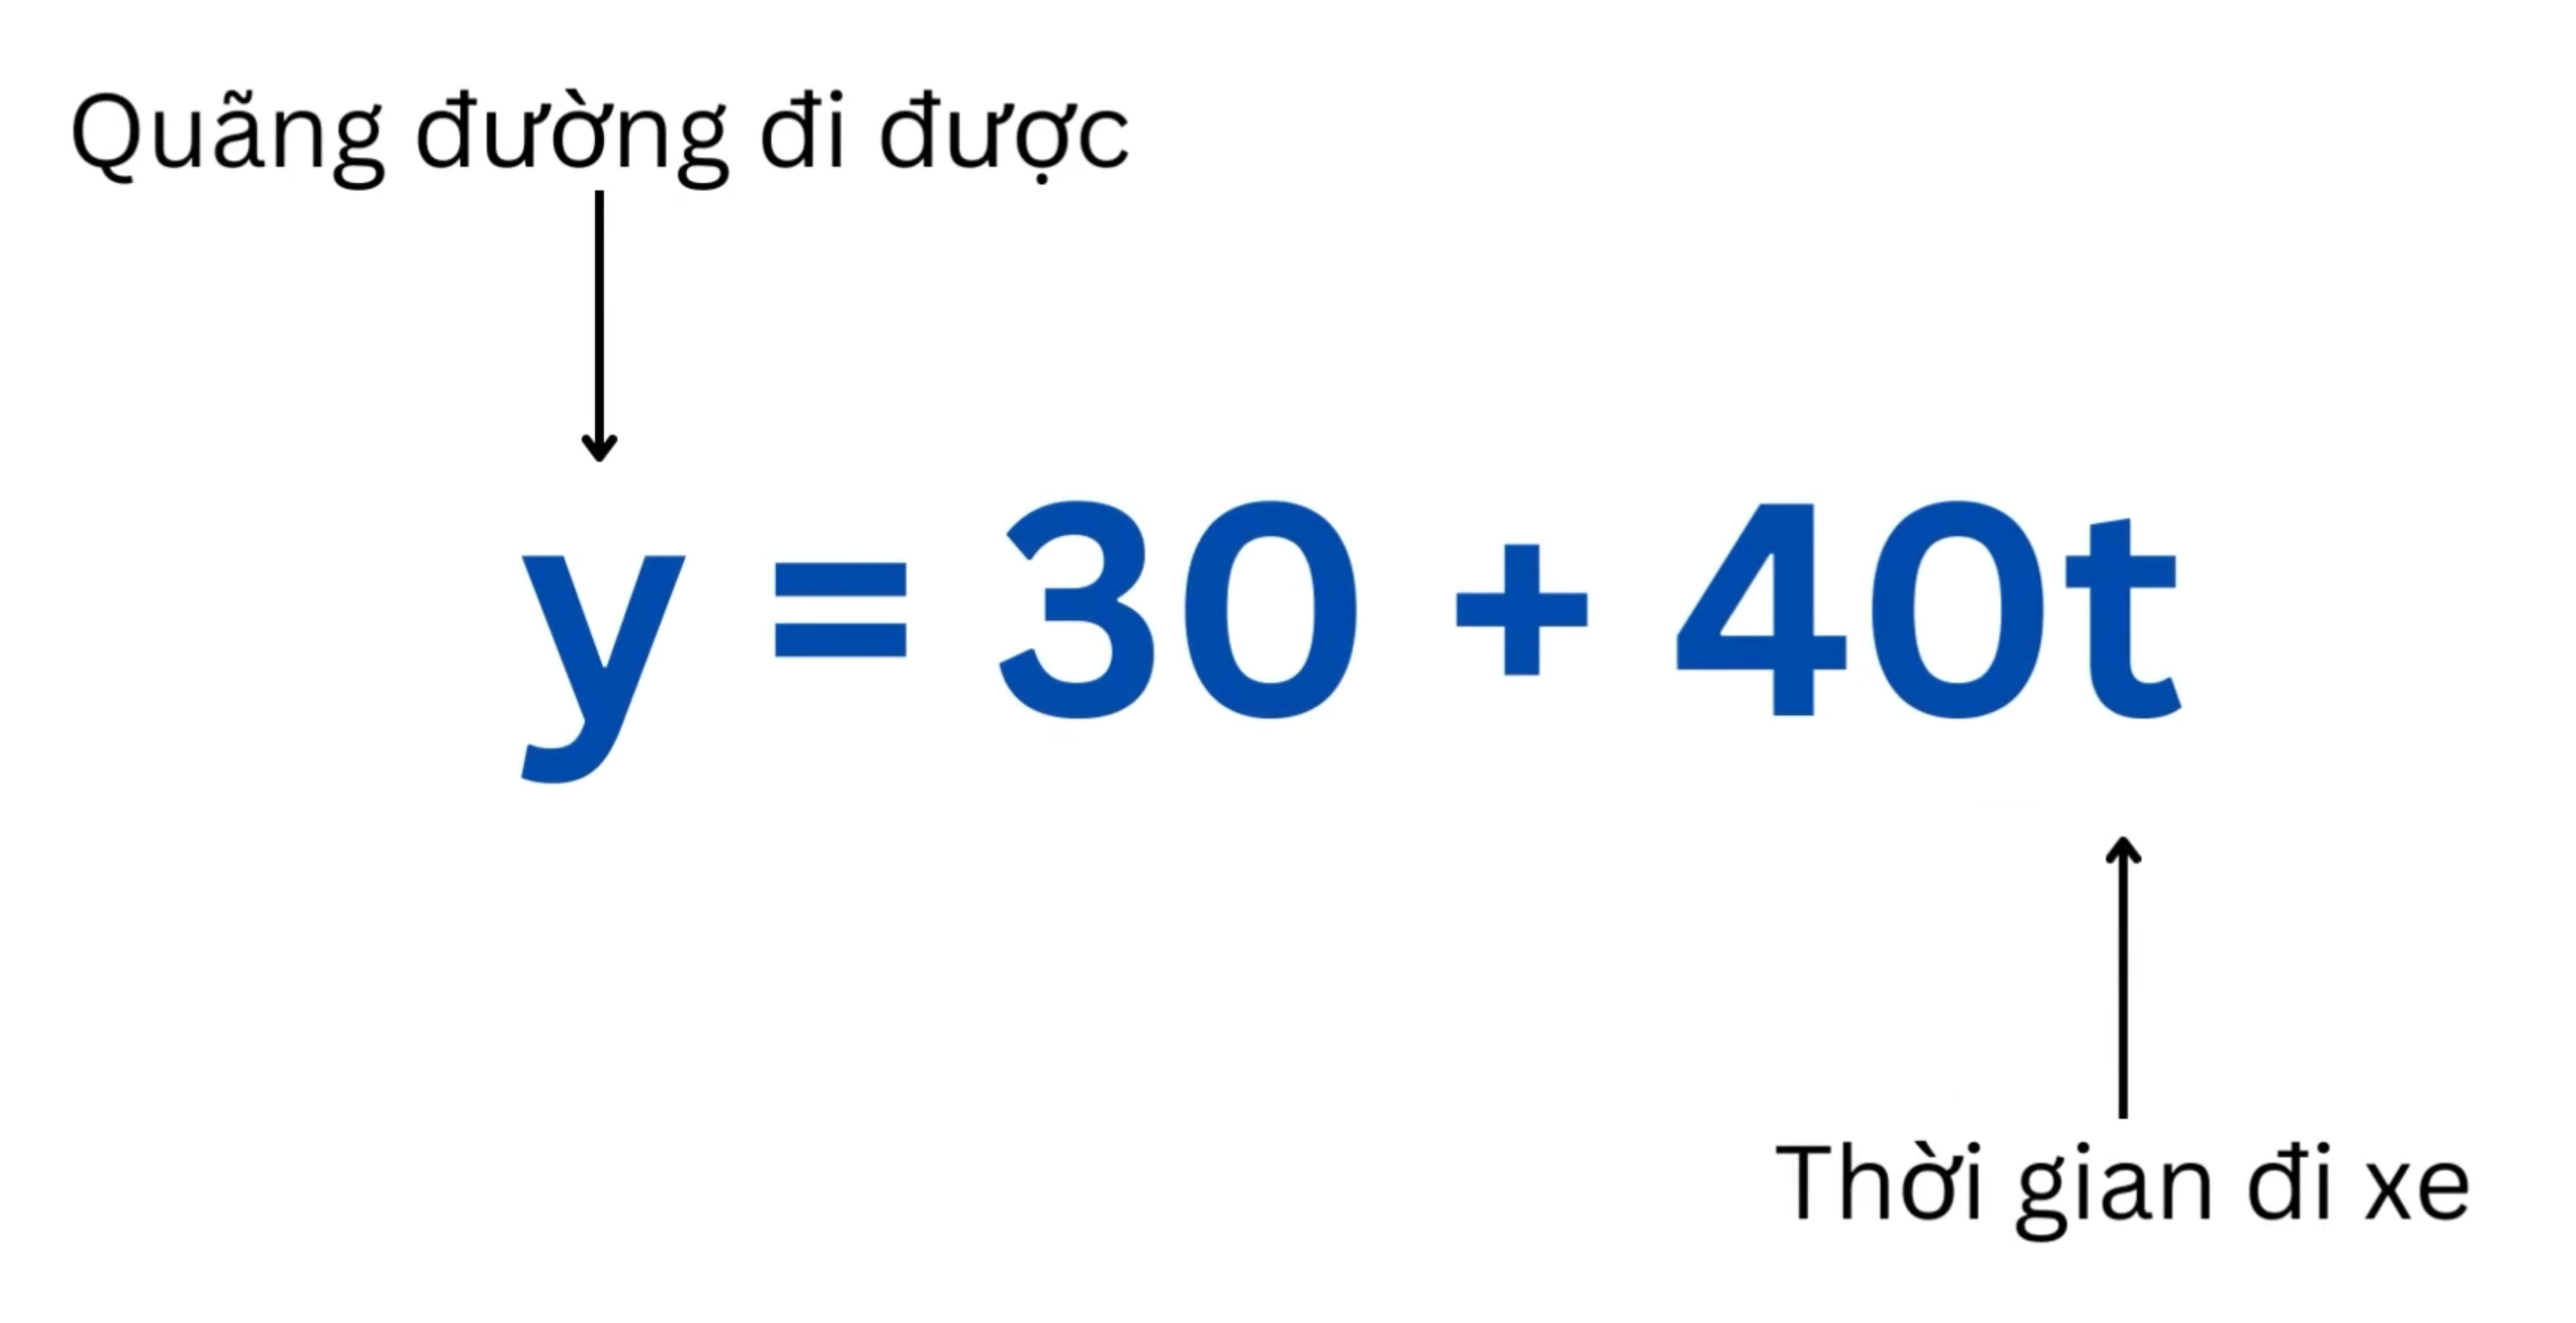 Quãng đường đi được
y = 30 + 40t
Thời gian đi xe